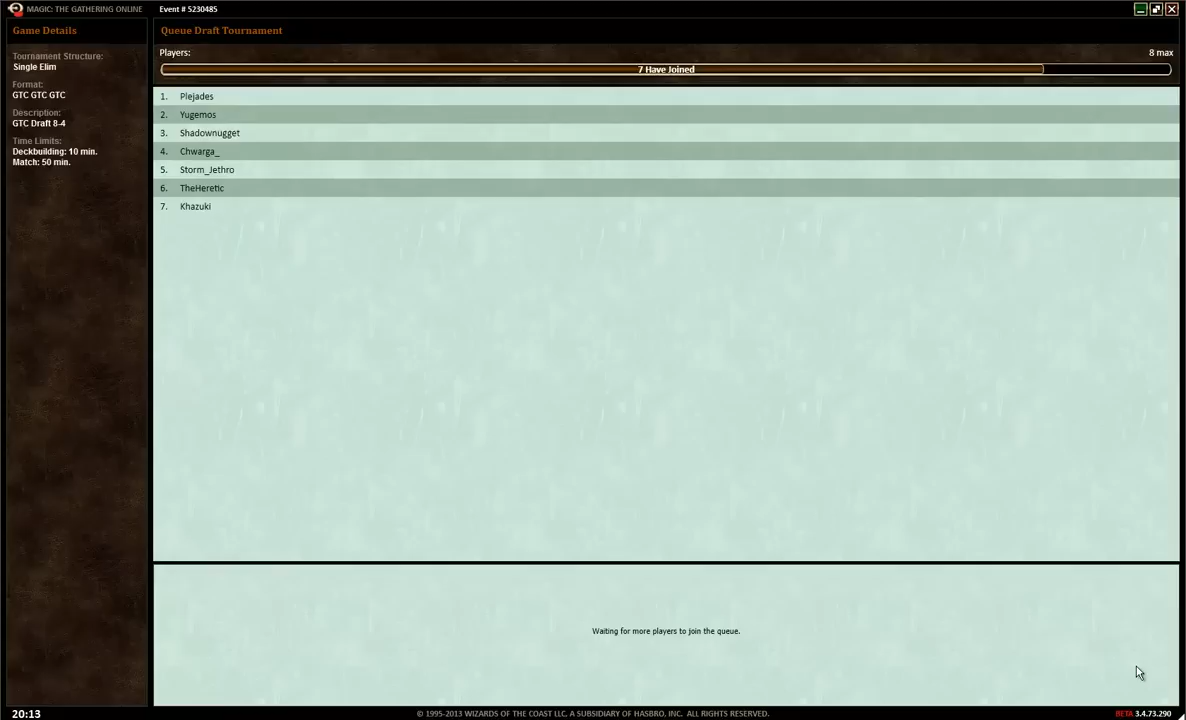 MAGIC: THE GATHERING ONLINE
Event # 5230485
Game Details
Tournament Structure:
Single Elim
Format:
GTC GTC GTC
Description:
GTC Draft 8-4
Time Limits:
Deckbuilding: 10 min.
Match: 50 min.
Queue Draft Tournament
Players:
8 max
7 Have Joined
1. Plejades
2. Yugemos
3. Shadownugget
4. Chwarga_
5. Storm_Jethro
6. TheHeretic
7. Khazuki
Waiting for more players to join the queue.
20:13
© 1995-2013 WIZARDS OF THE COAST LLC. A SUBSIDIARY OF HASBRO, INC. ALL RIGHTS RESERVED.
BETA 3.4.73.290